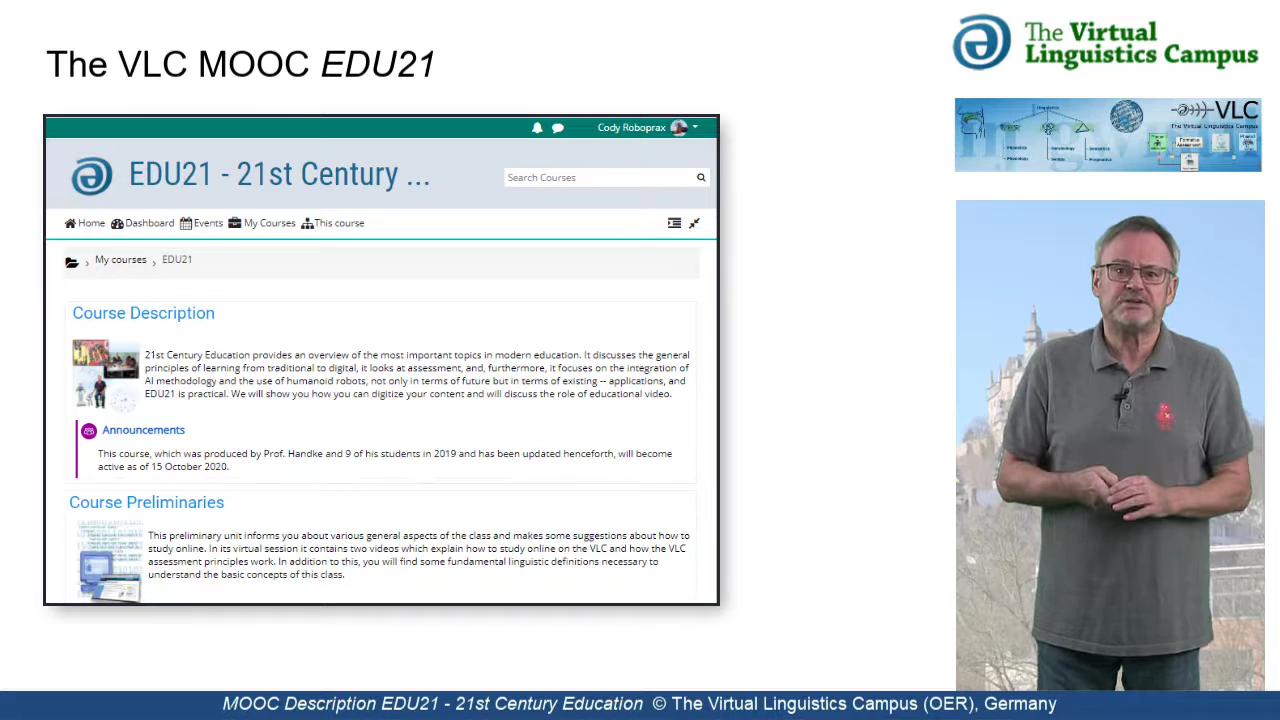 The VLC MOOC EDU21
The Virtual
Linguistics Campus
VLC
The Virtual Linguistics Campus
Linguistics
Phonetics
Phonology
Morphology
Syntax
Semantics
Pragmatics
Cody Roboprax
EDU21 - 21st Century ...
Search Courses
Home Dashboard Events My Courses This course
My courses > EDU21
Course Description
21st Century Education provides an overview of the most important topics in modern education. It discusses the general
principles of learning from traditional to digital, it looks at assessment, and, furthermore, it focuses on the integration of
AI methodology and the use of humanoid robots, not only in terms of future but in terms of existing -- applications, and
EDU21 is practical. We will show you how you can digitize your content and will discuss the role of educational video.
Announcements
This course, which was produced by Prof. Handke and 9 of his students in 2019 and has been updated henceforth, will become
active as of 15 October 2020.
Course Preliminaries
This preliminary unit informs you about various general aspects of the class and makes some suggestions about how to
study online. In its virtual session it contains two videos which explain how to study online on the VLC and how the VLC
assessment principles work. In addition to this, you will find some fundamental linguistic definitions necessary to
understand the basic concepts of this class.
MOOC Description EDU21 - 21st Century Education © The Virtual Linguistics Campus (OER), Germany